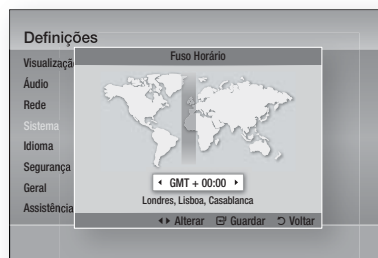 Definições
Fuso Horário
Visualizaçã
Áudio
Rede
Sistema
Idioma
Segurança
Geral
Assistência
GMT + 00:00
Londres, Lisboa, Casablanca
Alterar Guardar Voltar